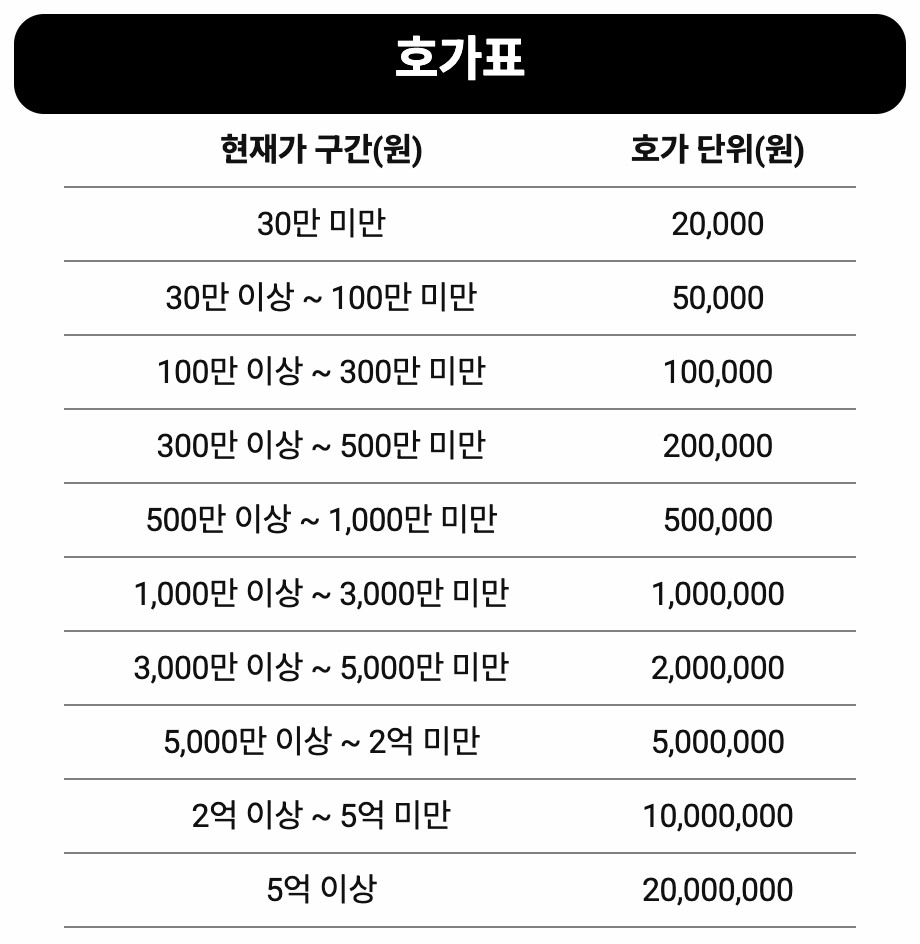 호가표
현재가 구간(원) 호가 단위(원)
30만 미만 20,000
30만 이상 ~ 100만 미만 50,000
100만 이상 ~ 300만 미만 100,000
300만 이상 ~ 500만 미만 200,000
500만 이상 ~ 1,000만 미만 500,000
1,000만 이상 ~ 3,000만 미만 1,000,000
3,000만 이상 ~ 5,000만 미만 2,000,000
5,000만 이상 ~ 2억 미만 5,000,000
2억 이상 ~ 5억 미만 10,000,000
5억 이상 20,000,000